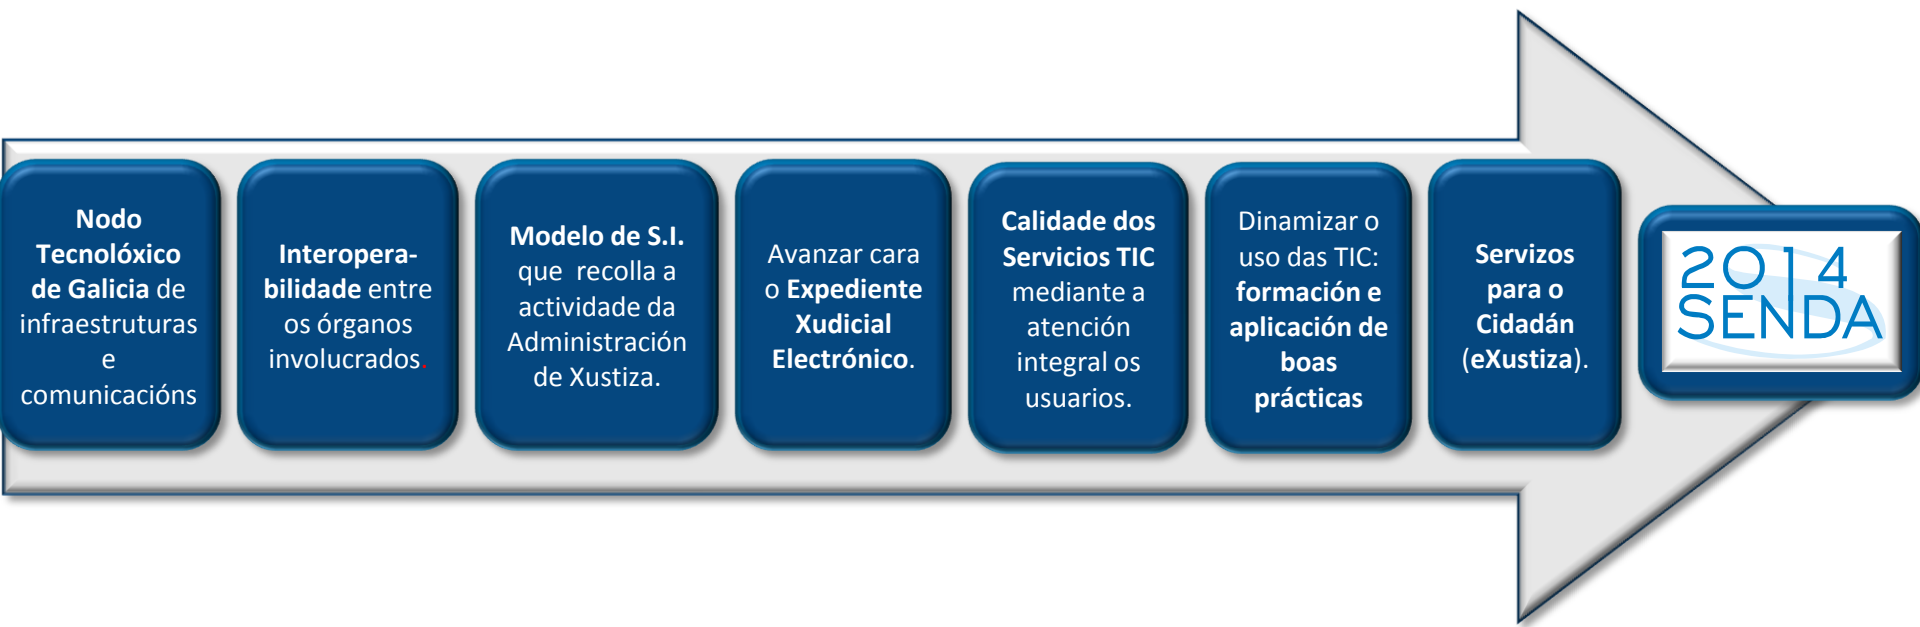 Nodo
Tecnolóxico
de Galicia de
infraestruturas
e
comunicacións
Interopera-
bilidade entre
os órganos
involucrados.
Modelo de S.I.
que recolla a
actividade da
Administración
de Xustiza.
Avanzar cara
o Expediente
Xudicial
Electrónico.
Calidade dos
Servicios TIC
mediante a
atención
integral os
usuarios.
Dinamizar o
uso das TIC:
formación e
aplicación de
boas
prácticas
Servizos
para o
Cidadán
(eXustiza).
2014
SENDA